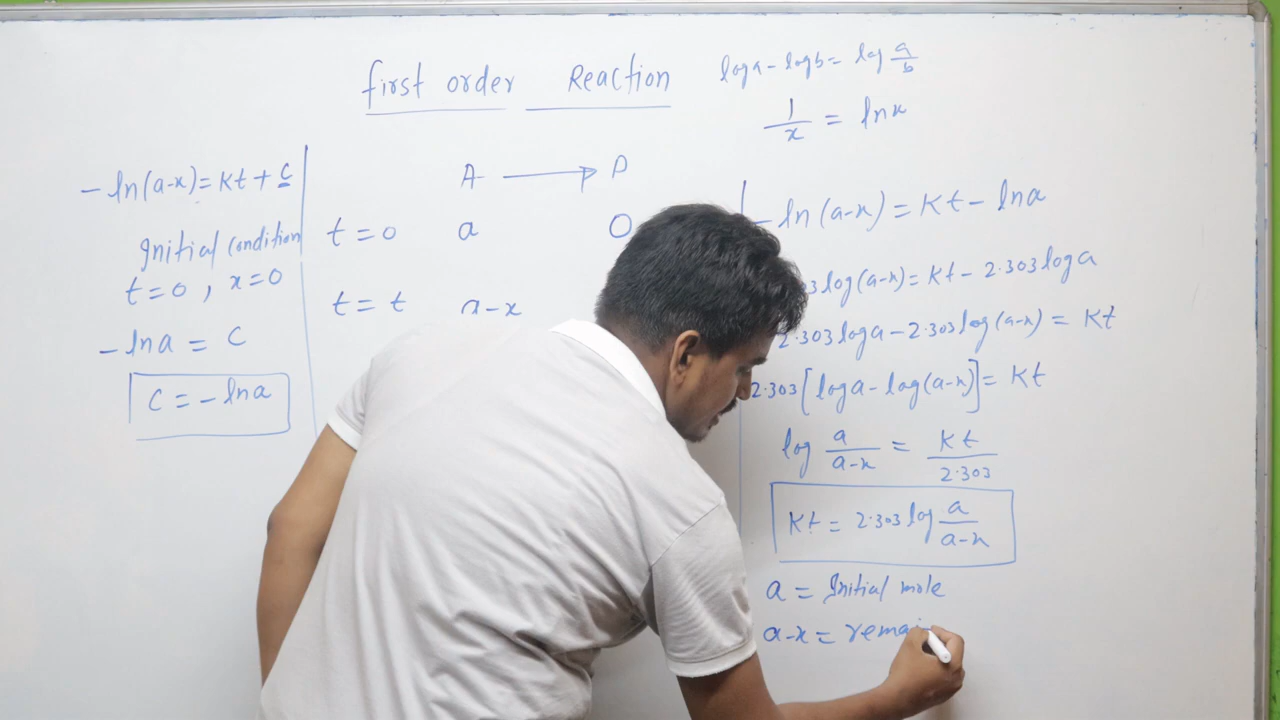 first order Reaction
log a - log b = log a/b
1/x = ln x
- ln(a-x) = Kt + C
Initial condition
t = 0 , x = 0
- ln a = C
C = - ln a
A → P
t = 0 a 0
t = t a-x
- ln (a-x) = Kt - ln a
3 log(a-x) = Kt - 2.303 log a
2.303 log a - 2.303 log (a-x) = Kt
2.303 [log a - log (a-x)] = Kt
log a/a-x = Kt/2.303
Kt = 2.303 log a/a-x
a = Initial mole
a-x = remai